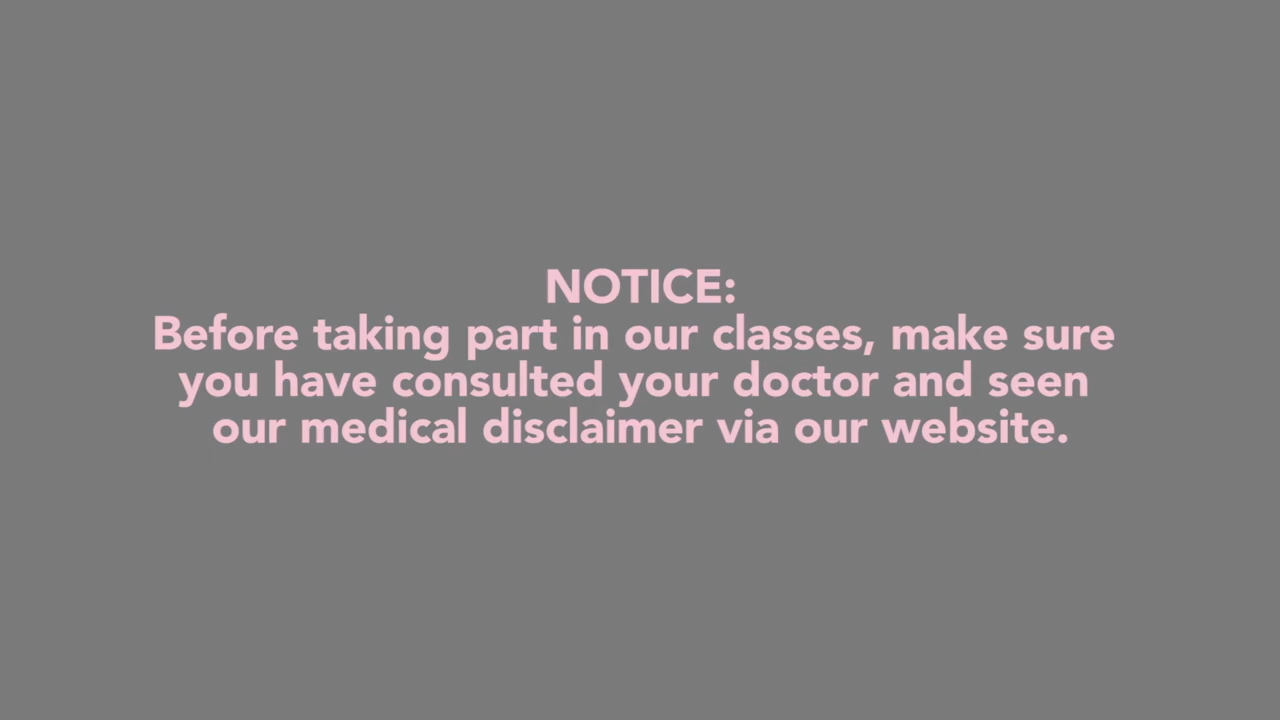 NOTICE:
Before taking part in our classes, make sure
you have consulted your doctor and seen
our medical disclaimer via our website.